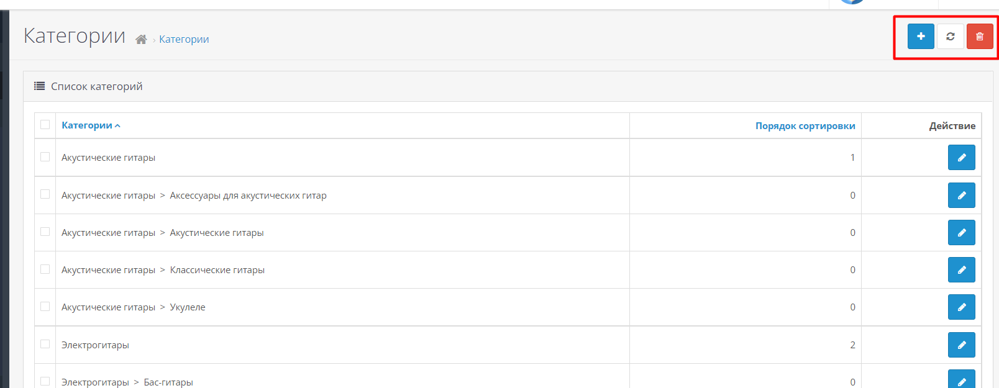 Категории › Категории
Список категорий
Категории Порядок сортировки Действие
Акустические гитары 1
Акустические гитары > Аксессуары для акустических гитар 0
Акустические гитары > Акустические гитары 0
Акустические гитары > Классические гитары 0
Акустические гитары > Укулеле 0
Электрогитары 2
Электрогитары > Бас-гитары 0